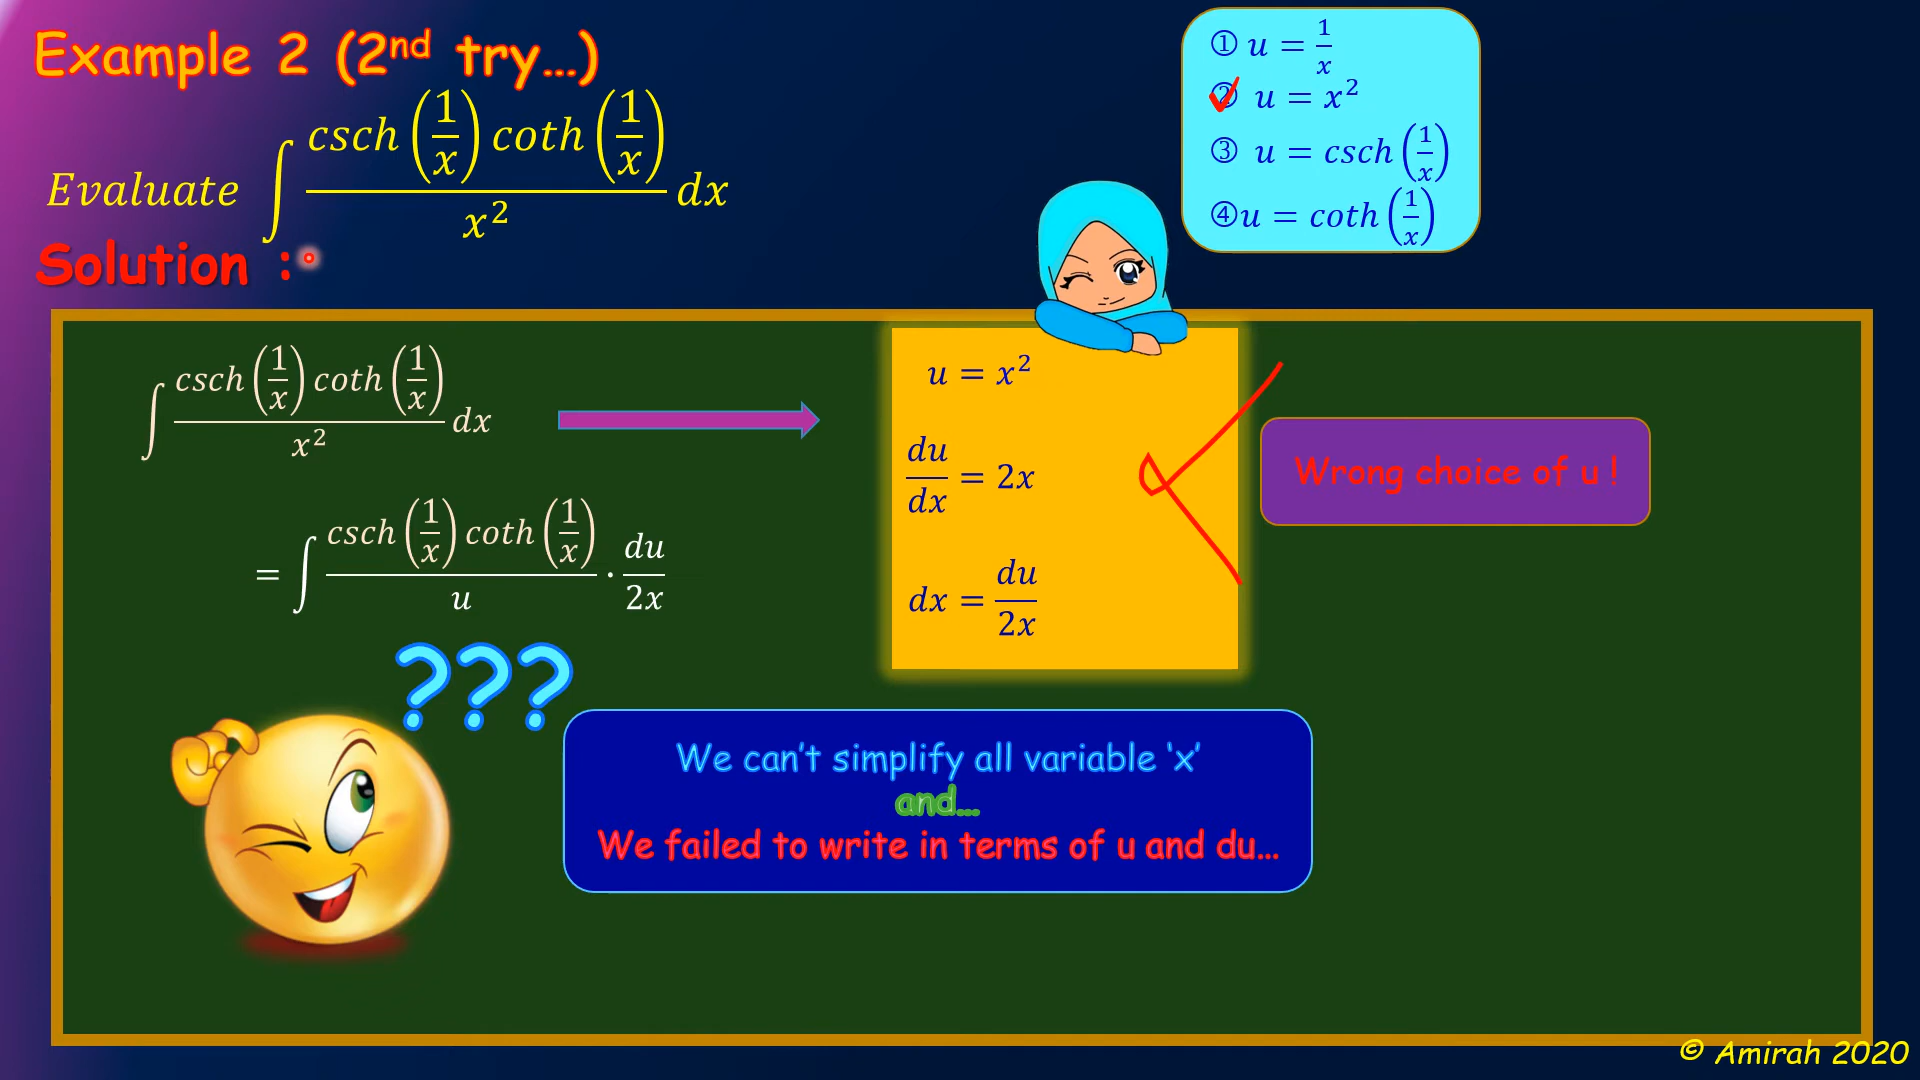 Example 2 (2nd try…)
Evaluate ∫ csch(1/x) coth(1/x) / x² dx
Solution :
① u = 1/x
② u = x²
③ u = csch(1/x)
④ u = coth(1/x)
∫ csch(1/x) coth(1/x) / x² dx
= ∫ csch(1/x) coth(1/x) / u · du/2x
???
u = x²
du/dx = 2x
dx = du/2x
Wrong choice of u !
We can't simplify all variable 'x'
and…
We failed to write in terms of u and du…
© Amirah 2020